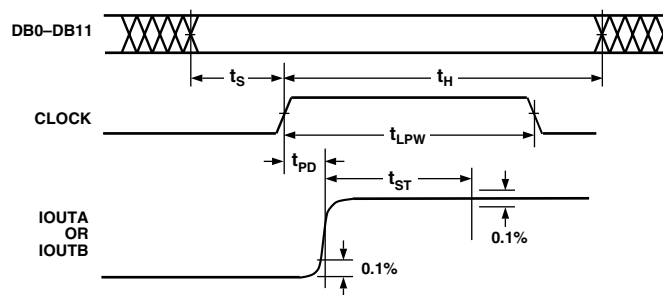 DB0–DB11
tS
tH
CLOCK
tLPW
tPD
tST
IOUTA
OR
IOUTB
0.1%
0.1%